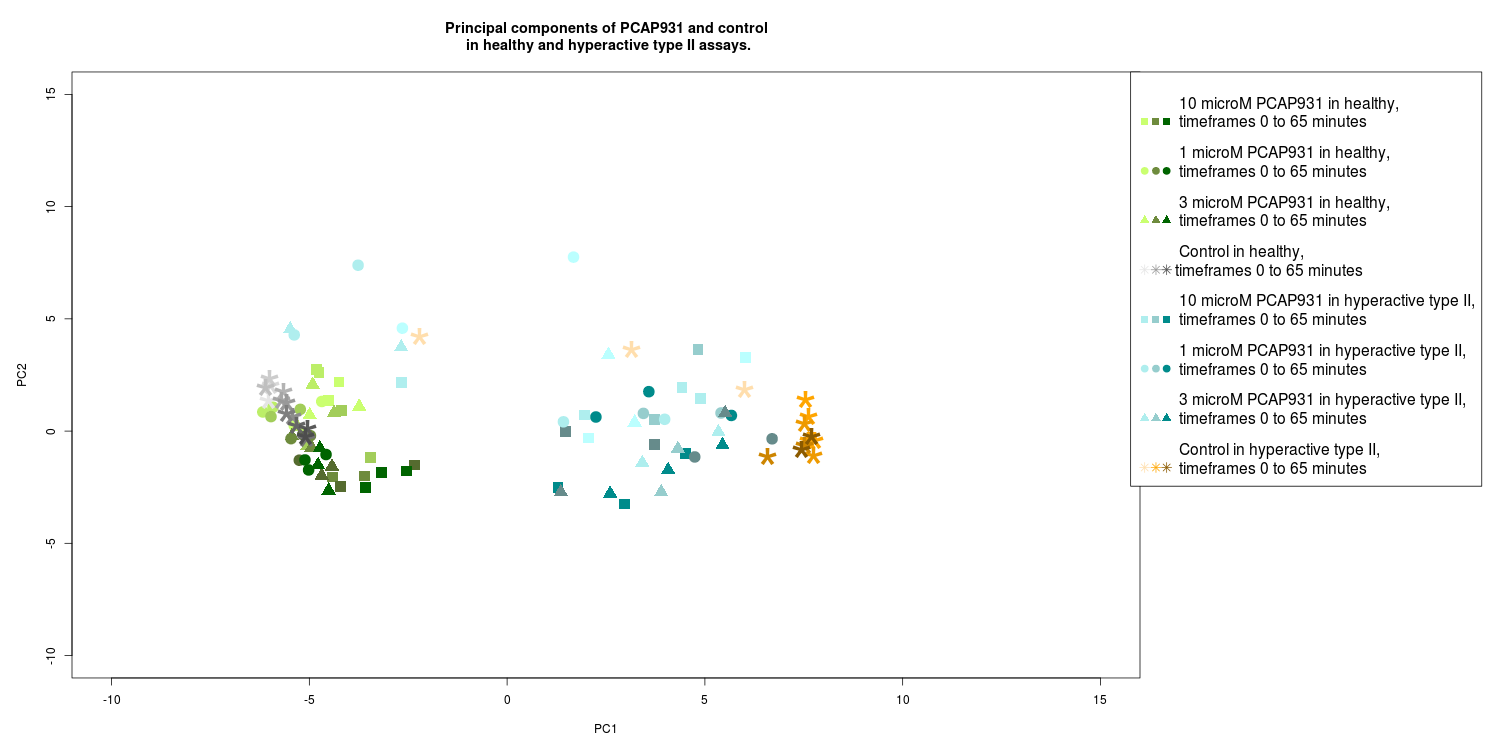 Principal components of PCAP931 and control
in healthy and hyperactive type II assays.
15
10
5
0
-5
-10
PC2
-10
-5
0
5
10
15
PC1
10 microM PCAP931 in healthy,
timeframes 0 to 65 minutes
1 microM PCAP931 in healthy,
timeframes 0 to 65 minutes
3 microM PCAP931 in healthy,
timeframes 0 to 65 minutes
Control in healthy,
timeframes 0 to 65 minutes
10 microM PCAP931 in hyperactive type II,
timeframes 0 to 65 minutes
1 microM PCAP931 in hyperactive type II,
timeframes 0 to 65 minutes
3 microM PCAP931 in hyperactive type II,
timeframes 0 to 65 minutes
Control in hyperactive type II,
timeframes 0 to 65 minutes